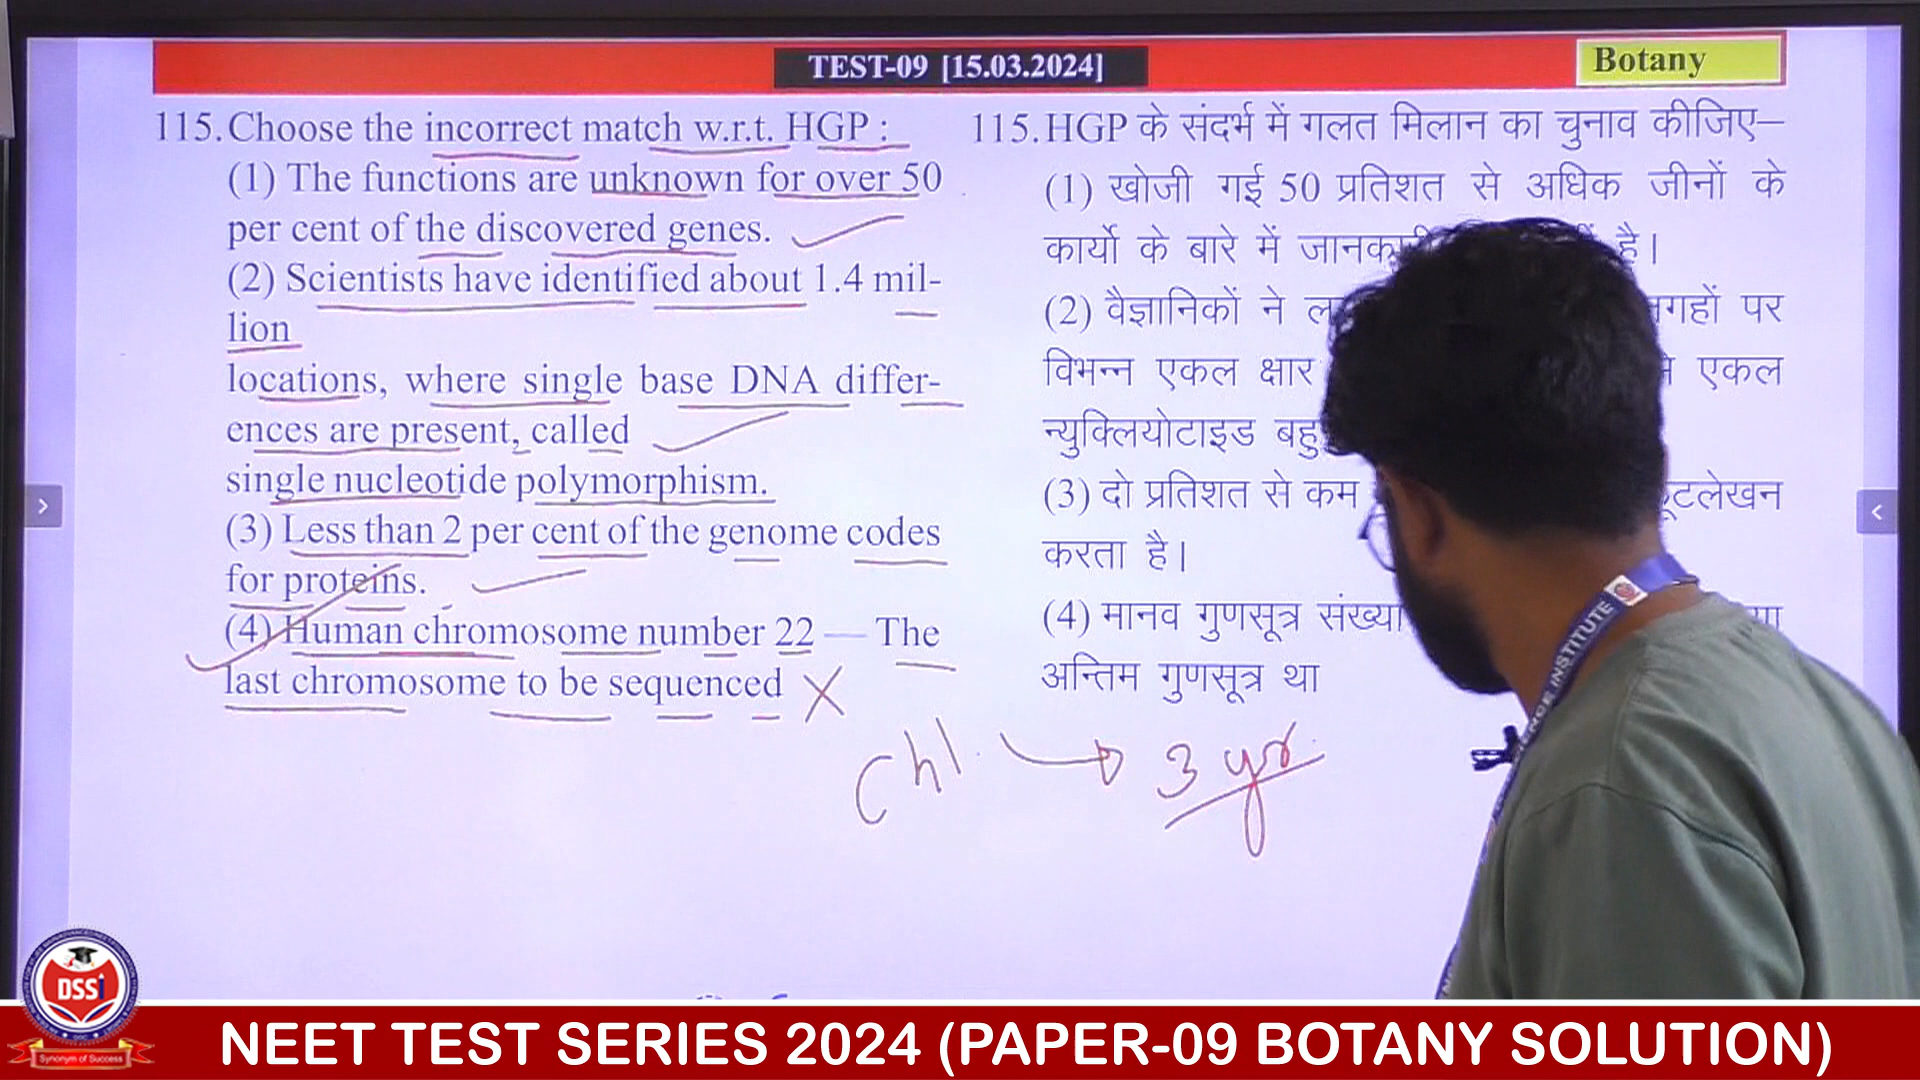 TEST-09 [15.03.2024]
Botany
115. Choose the incorrect match w.r.t. HGP :
(1) The functions are unknown for over 50
per cent of the discovered genes.
(2) Scientists have identified about 1.4 mil-
lion
locations, where single base DNA differ-
ences are present, called
single nucleotide polymorphism.
(3) Less than 2 per cent of the genome codes
for proteins.
(4) Human chromosome number 22 — The
last chromosome to be sequenced
115. HGP के संदर्भ में गलत मिलान का चुनाव कीजिए–
(1) खोजी गई 50 प्रतिशत से अधिक जीनों के
कार्यो के बारे में है।
(2) वैज्ञानिकों ने पर
विभन्न एकल क्षार एकल
न्युक्लियोटाइड
(3) दो प्रतिशत से कम
करता है।
(4) मानव गुणसूत्र
अन्तिम गुणसूत्र था
3 yr
INSTITUTE
DSSi
Synonym of Success
NEET TEST SERIES 2024 (PAPER-09 BOTANY SOLUTION)